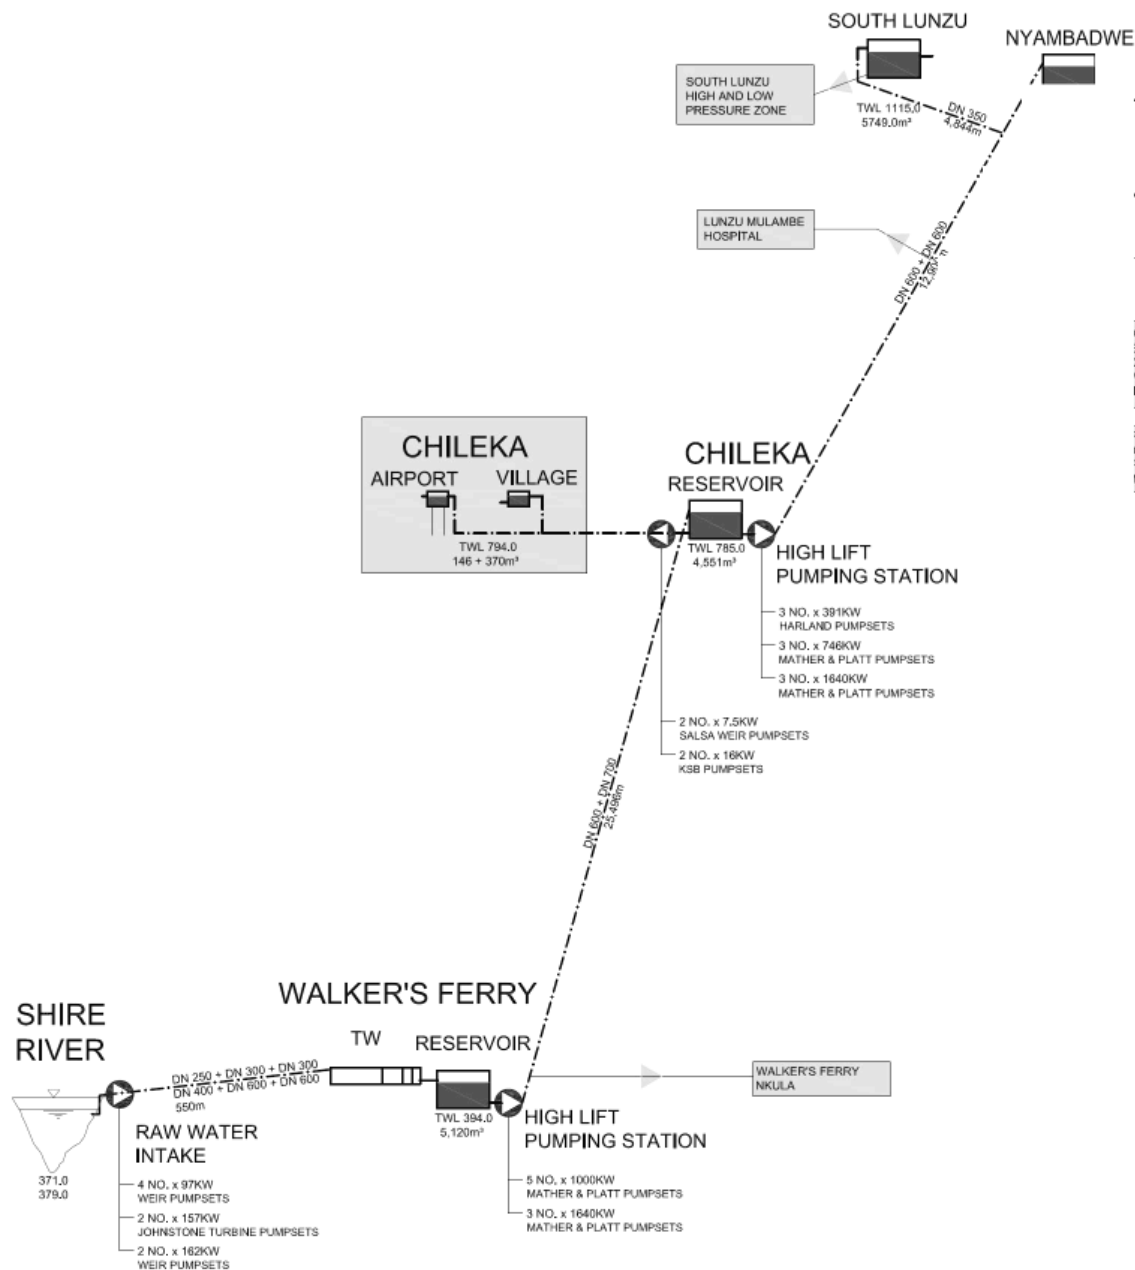 SOUTH LUNZU
NYAMBADWE
SOUTH LUNZU
HIGH AND LOW
PRESSURE ZONE
TWL 1115,0
5749.0m³
DN 350
4,844m
LUNZU MULAMBE
HOSPITAL
DN 600 + DN 600
CHILEKA
AIRPORT
VILLAGE
TWL 794.0
146 + 370m³
CHILEKA
RESERVOIR
TWL 785.0
4,551m³
HIGH LIFT
PUMPING STATION
3 NO. x 391KW
HARLAND PUMPSETS
3 NO. x 746KW
MATHER & PLATT PUMPSETS
3 NO. x 1640KW
MATHER & PLATT PUMPSETS
2 NO. x 7.5KW
SALSA WEIR PUMPSETS
2 NO. x 16KW
KSB PUMPSETS
DN 600 + DN 700
25,496m
WALKER'S FERRY
SHIRE
RIVER
TW
RESERVOIR
DN 250 + DN 300 + DN 300
DN 400 + DN 600 + DN 600
550m
WALKER'S FERRY
NKULA
TWL 394.0
5,120m³
HIGH LIFT
PUMPING STATION
RAW WATER
INTAKE
371.0
379.0
4 NO. x 97KW
WEIR PUMPSETS
2 NO. x 157KW
JOHNSTONE TURBINE PUMPSETS
2 NO. x 162KW
WEIR PUMPSETS
5 NO. x 1000KW
MATHER & PLATT PUMPSETS
3 NO. x 1640KW
MATHER & PLATT PUMPSETS